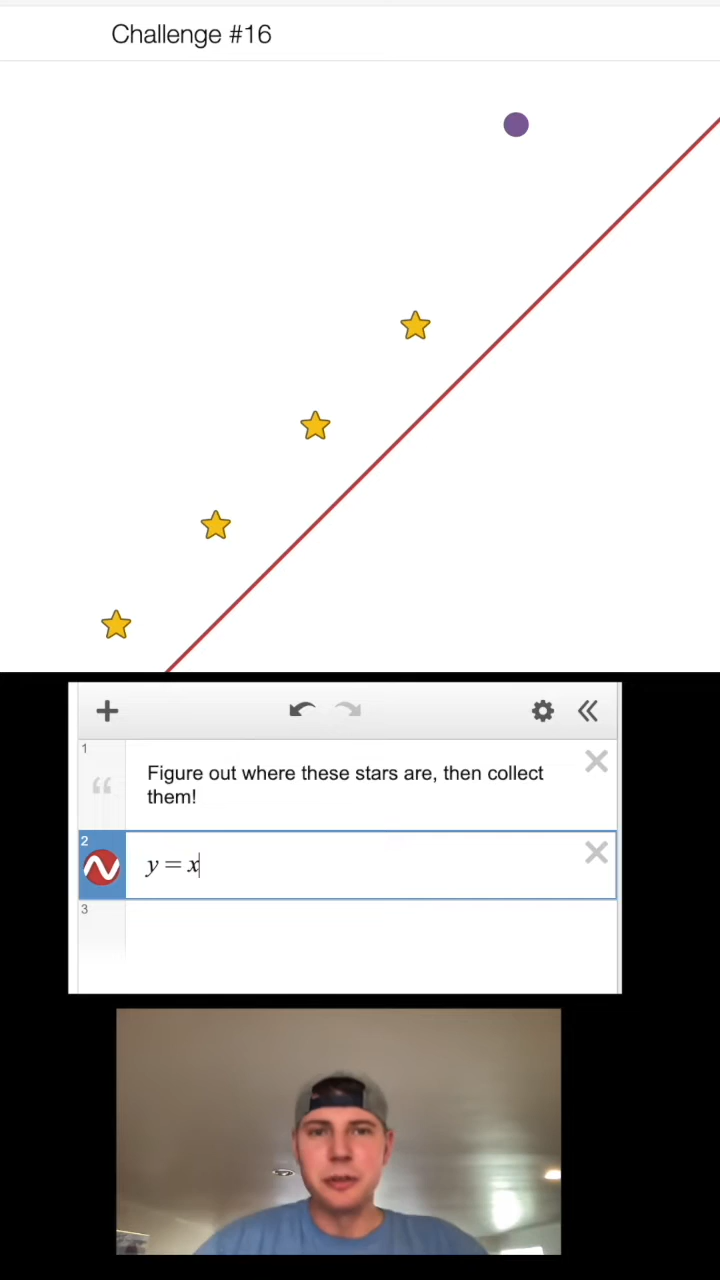 Challenge #16
1
Figure out where these stars are, then collect
them!
2
y = x
3